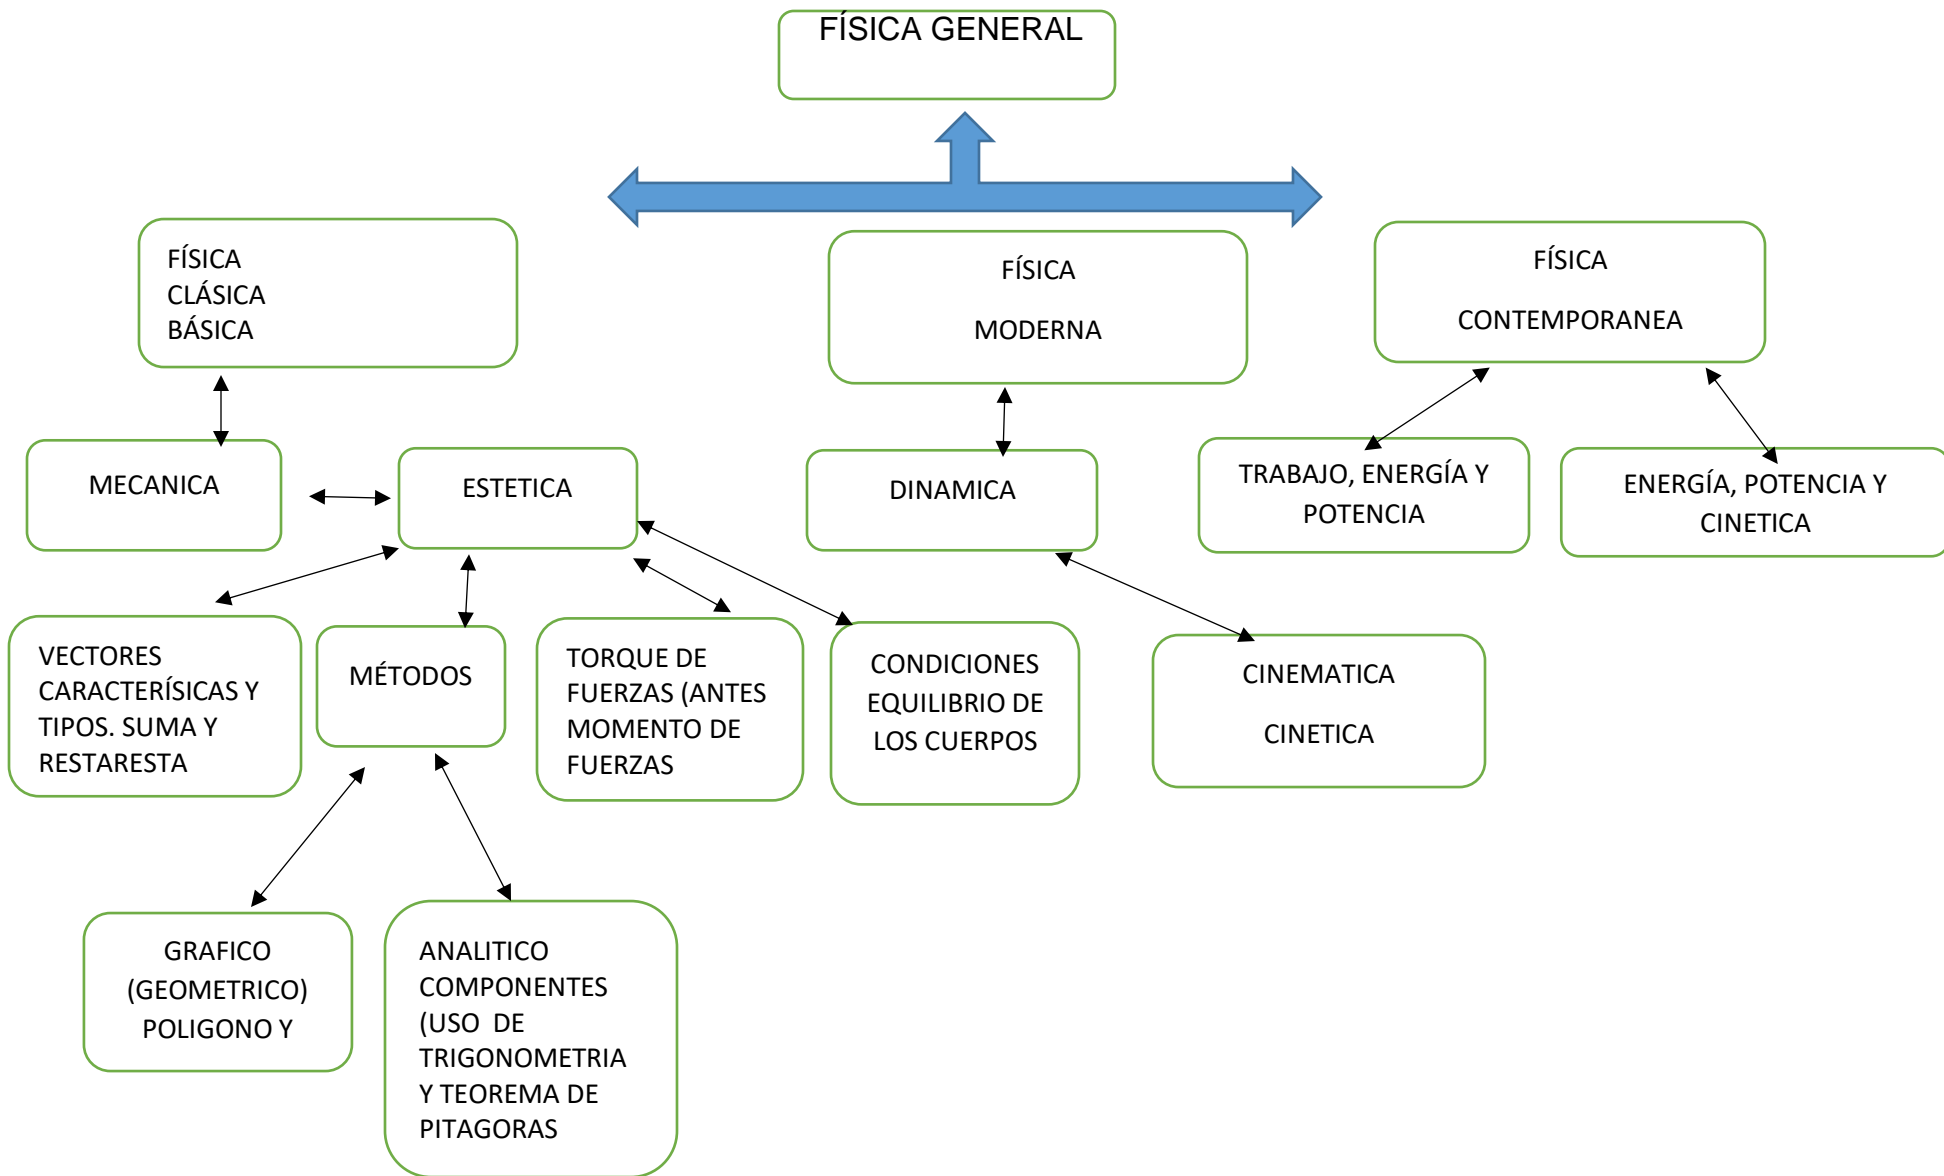 FÍSICA GENERAL
FÍSICA
CLÁSICA
BÁSICA
FÍSICA
MODERNA
FÍSICA
CONTEMPORANEA
MECANICA
ESTETICA
DINAMICA
TRABAJO, ENERGÍA Y
POTENCIA
ENERGÍA, POTENCIA Y
CINETICA
VECTORES
CARACTERÍSICAS Y
TIPOS. SUMA Y
RESTARESTA
MÉTODOS
TORQUE DE
FUERZAS (ANTES
MOMENTO DE
FUERZAS
CONDICIONES
EQUILIBRIO DE
LOS CUERPOS
CINEMATICA
CINETICA
GRAFICO
(GEOMETRICO)
POLIGONO Y
ANALITICO
COMPONENTES
(USO  DE
TRIGONOMETRIA
Y TEOREMA DE
PITAGORAS